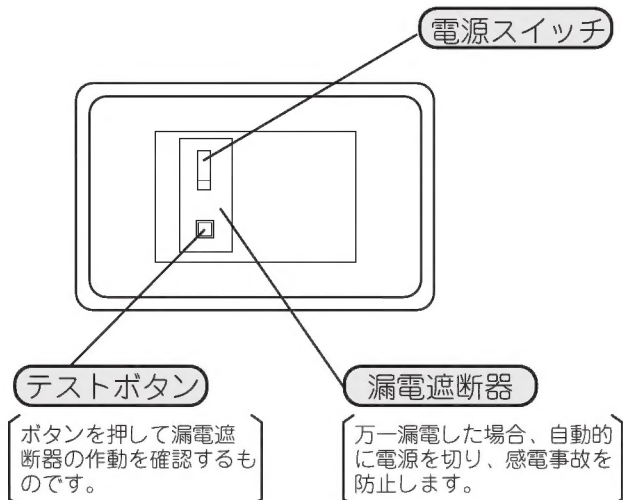 電源スイッチ
テストボタン
ボタンを押して漏電遮
断器の作動を確認するも
のです。
漏電遮断器
万一漏電した場合、自動的
に電源を切り、感電事故を
防止します。